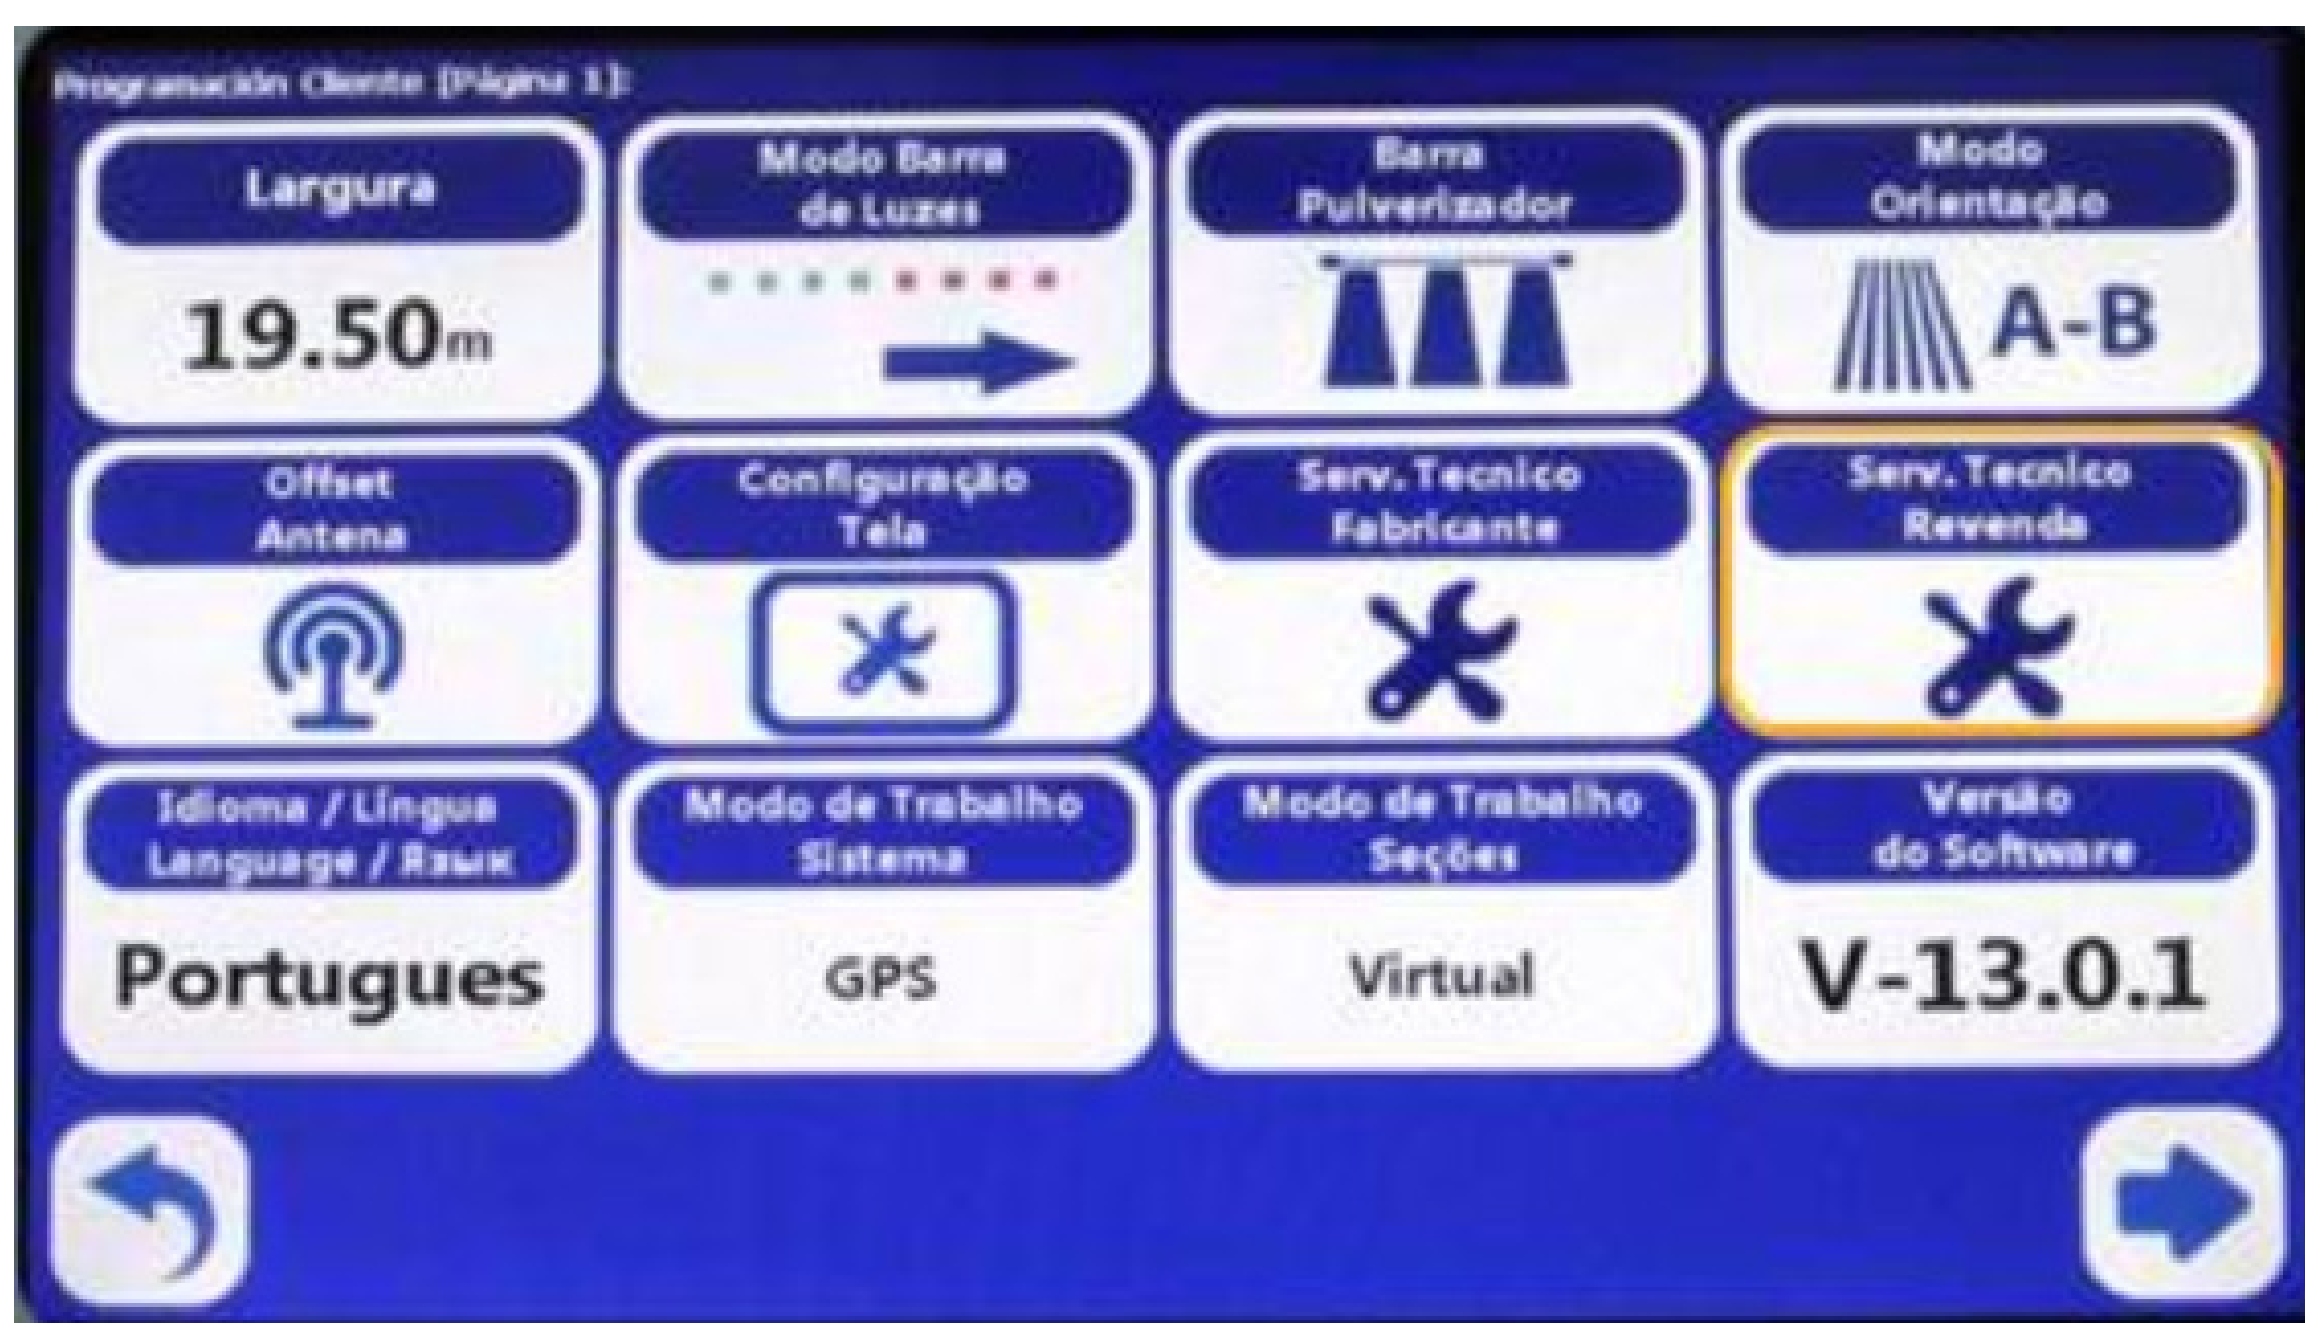 Programación Cliente [Página 1]:
Largura
19.50m
Modo Barra
de Luzes
Barra
Pulverizador
Modo
Orientação
A-B
Offset
Antena
Configuração
Tela
Serv. Tecnico
Fabricante
Serv. Tecnico
Revenda
Idioma / Língua
Language / Язык
Portugues
Modo de Trabalho
Sistema
GPS
Modo de Trabalho
Seções
Virtual
Versão
do Software
V-13.0.1